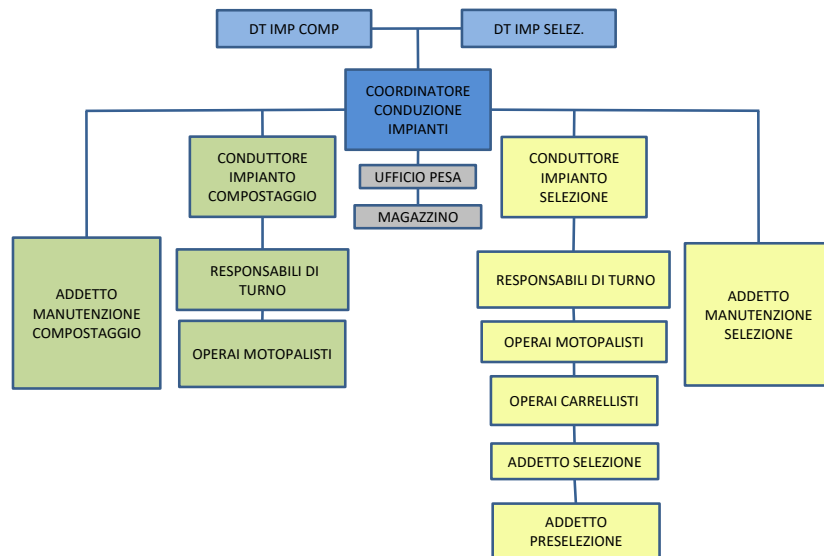 DT IMP COMP
DT IMP SELEZ.
COORDINATORE
CONDUZIONE
IMPIANTI
CONDUTTORE
IMPIANTO
COMPOSTAGGIO
UFFICIO PESA
MAGAZZINO
CONDUTTORE
IMPIANTO
SELEZIONE
ADDETTO
MANUTENZIONE
COMPOSTAGGIO
RESPONSABILI DI
TURNO
OPERAI MOTOPALISTI
RESPONSABILI DI TURNO
OPERAI MOTOPALISTI
OPERAI CARRELLISTI
ADDETTO SELEZIONE
ADDETTO
PRESELEZIONE
ADDETTO
MANUTENZIONE
SELEZIONE